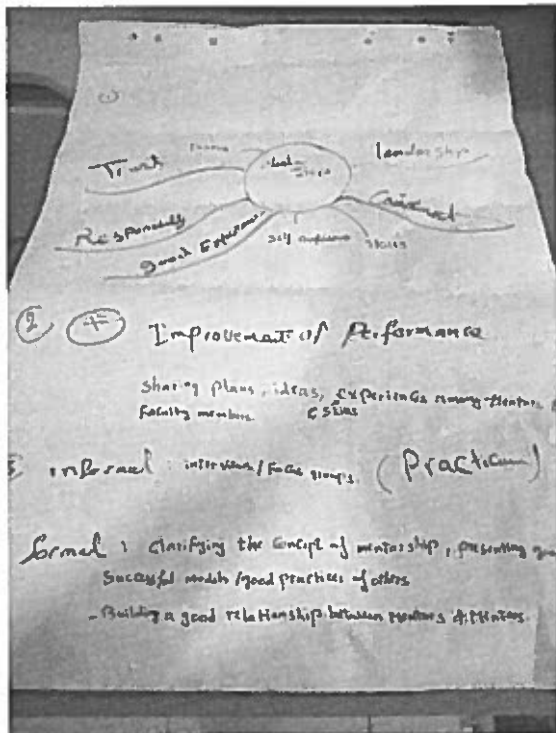 1
Trust
leadership
Responsibility
Good Experience
Self confidence
skills
② + Improvement of Performance
Sharing plans, ideas, experiences among mentors
Faculty members & skills
informal : interviews / Focus groups. (Practicum)
formal : Clarifying the concept of mentorship, presenting
Successful models / good practices of others
- Building a good relationship between mentors &